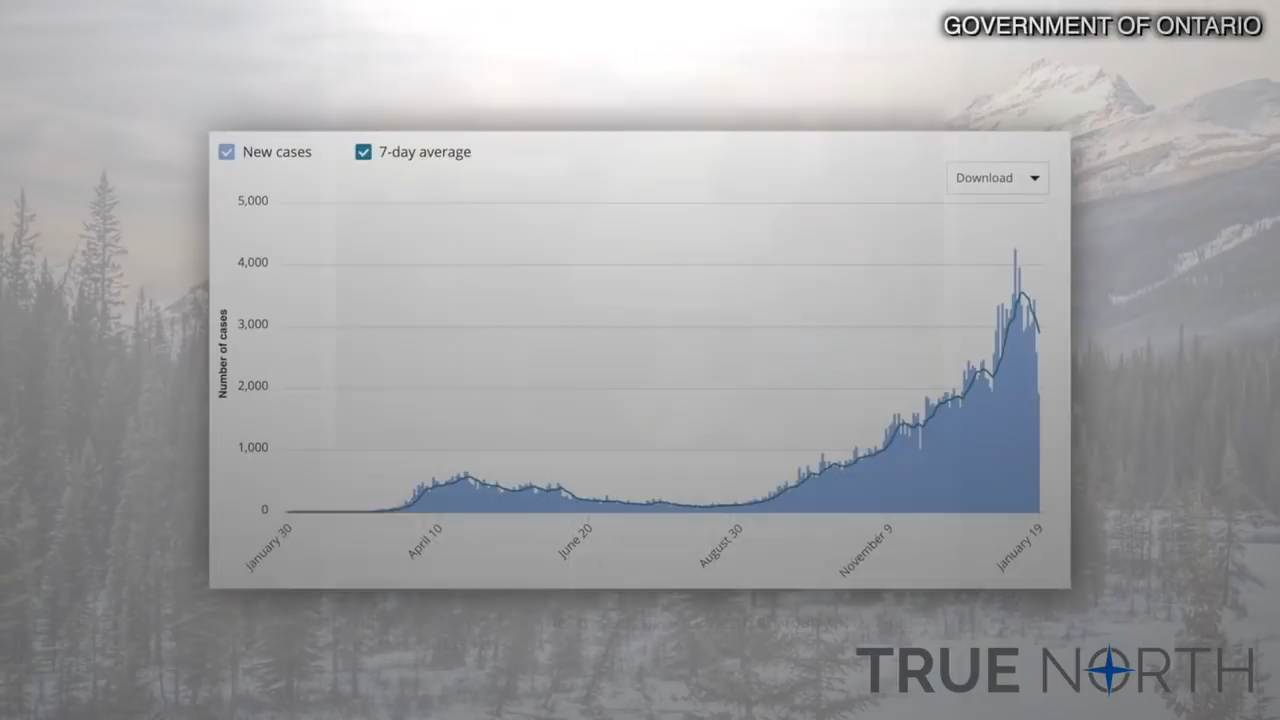 GOVERNMENT OF ONTARIO
New cases
7-day average
Download
5,000
4,000
3,000
2,000
1,000
0
Number of cases
January 30
April 10
June 20
August 30
November 9
January 19
TRUE NORTH